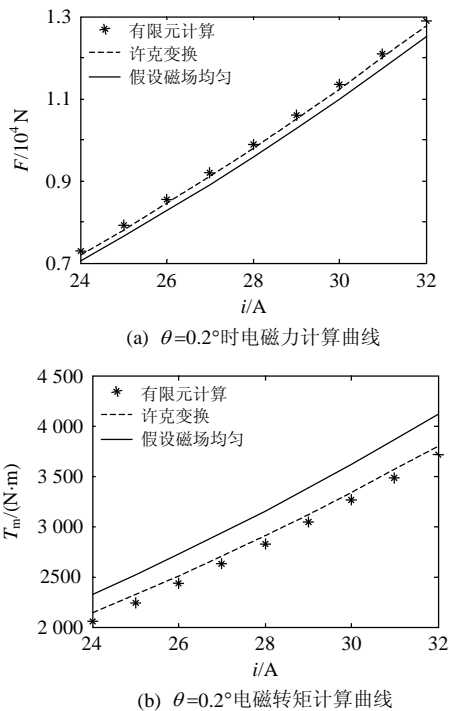 1.3
1.1
0.9
0.7
F/10⁴ N
有限元计算
许克变换
假设磁场均匀
24 26 28 30 32
i/A
(a) θ=0.2°时电磁力计算曲线
4 500
4 000
3 500
3 000
2500
2 000
Tₘ/(N·m)
有限元计算
许克变换
假设磁场均匀
24 26 28 30 32
i/A
(b) θ=0.2°电磁转矩计算曲线